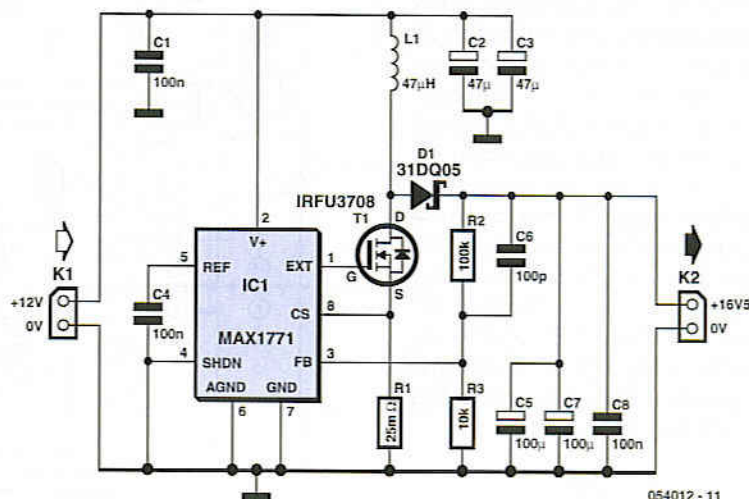 C1
100n
L1
47µH
C2
47µ
C3
47µ
D1
31DQ05
IRFU3708
T1
D
G
S
R2
100k
C6
100p
2
V+
5
REF
EXT
1
IC1
CS
8
MAX1771
4
SHDN
FB
3
AGND
GND
6
7
C4
100n
K1
+12V
0V
R1
25mΩ
R3
10k
C5
100µ
C7
100µ
C8
100n
K2
+16V5
0V
054012 - 11